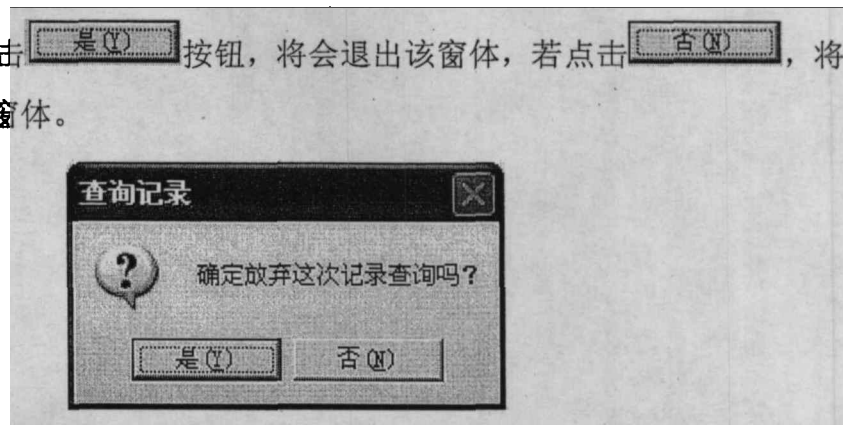 击 是(Y) 按钮，将会退出该窗体，若点击 否(N) ，将
窗体。
查询记录
确定放弃这次记录查询吗？
是(Y) 否(N)